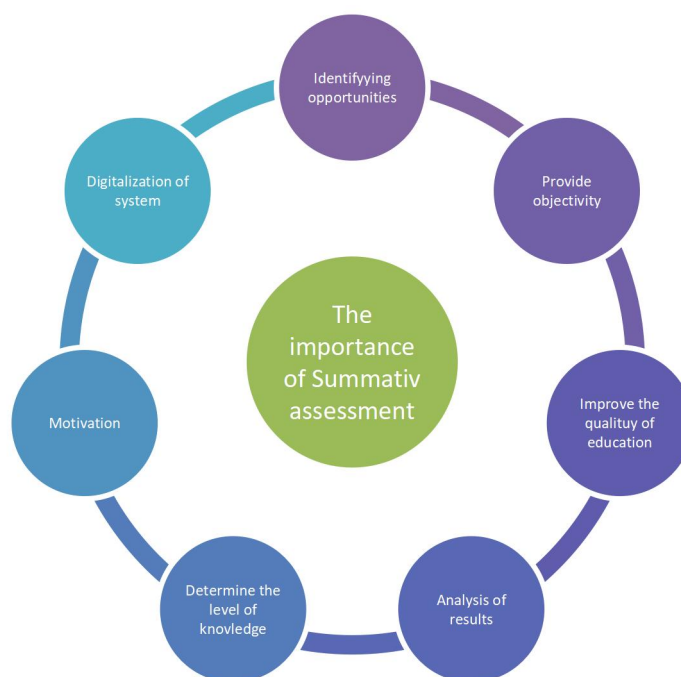 Identifyying
opportunities
Provide
objectivity
Improve the
qualituy of
education
Analysis of
results
Determine the
level of
knovledge
Motivation
Digitalization of
system
The
importance
of Summativ
assessment